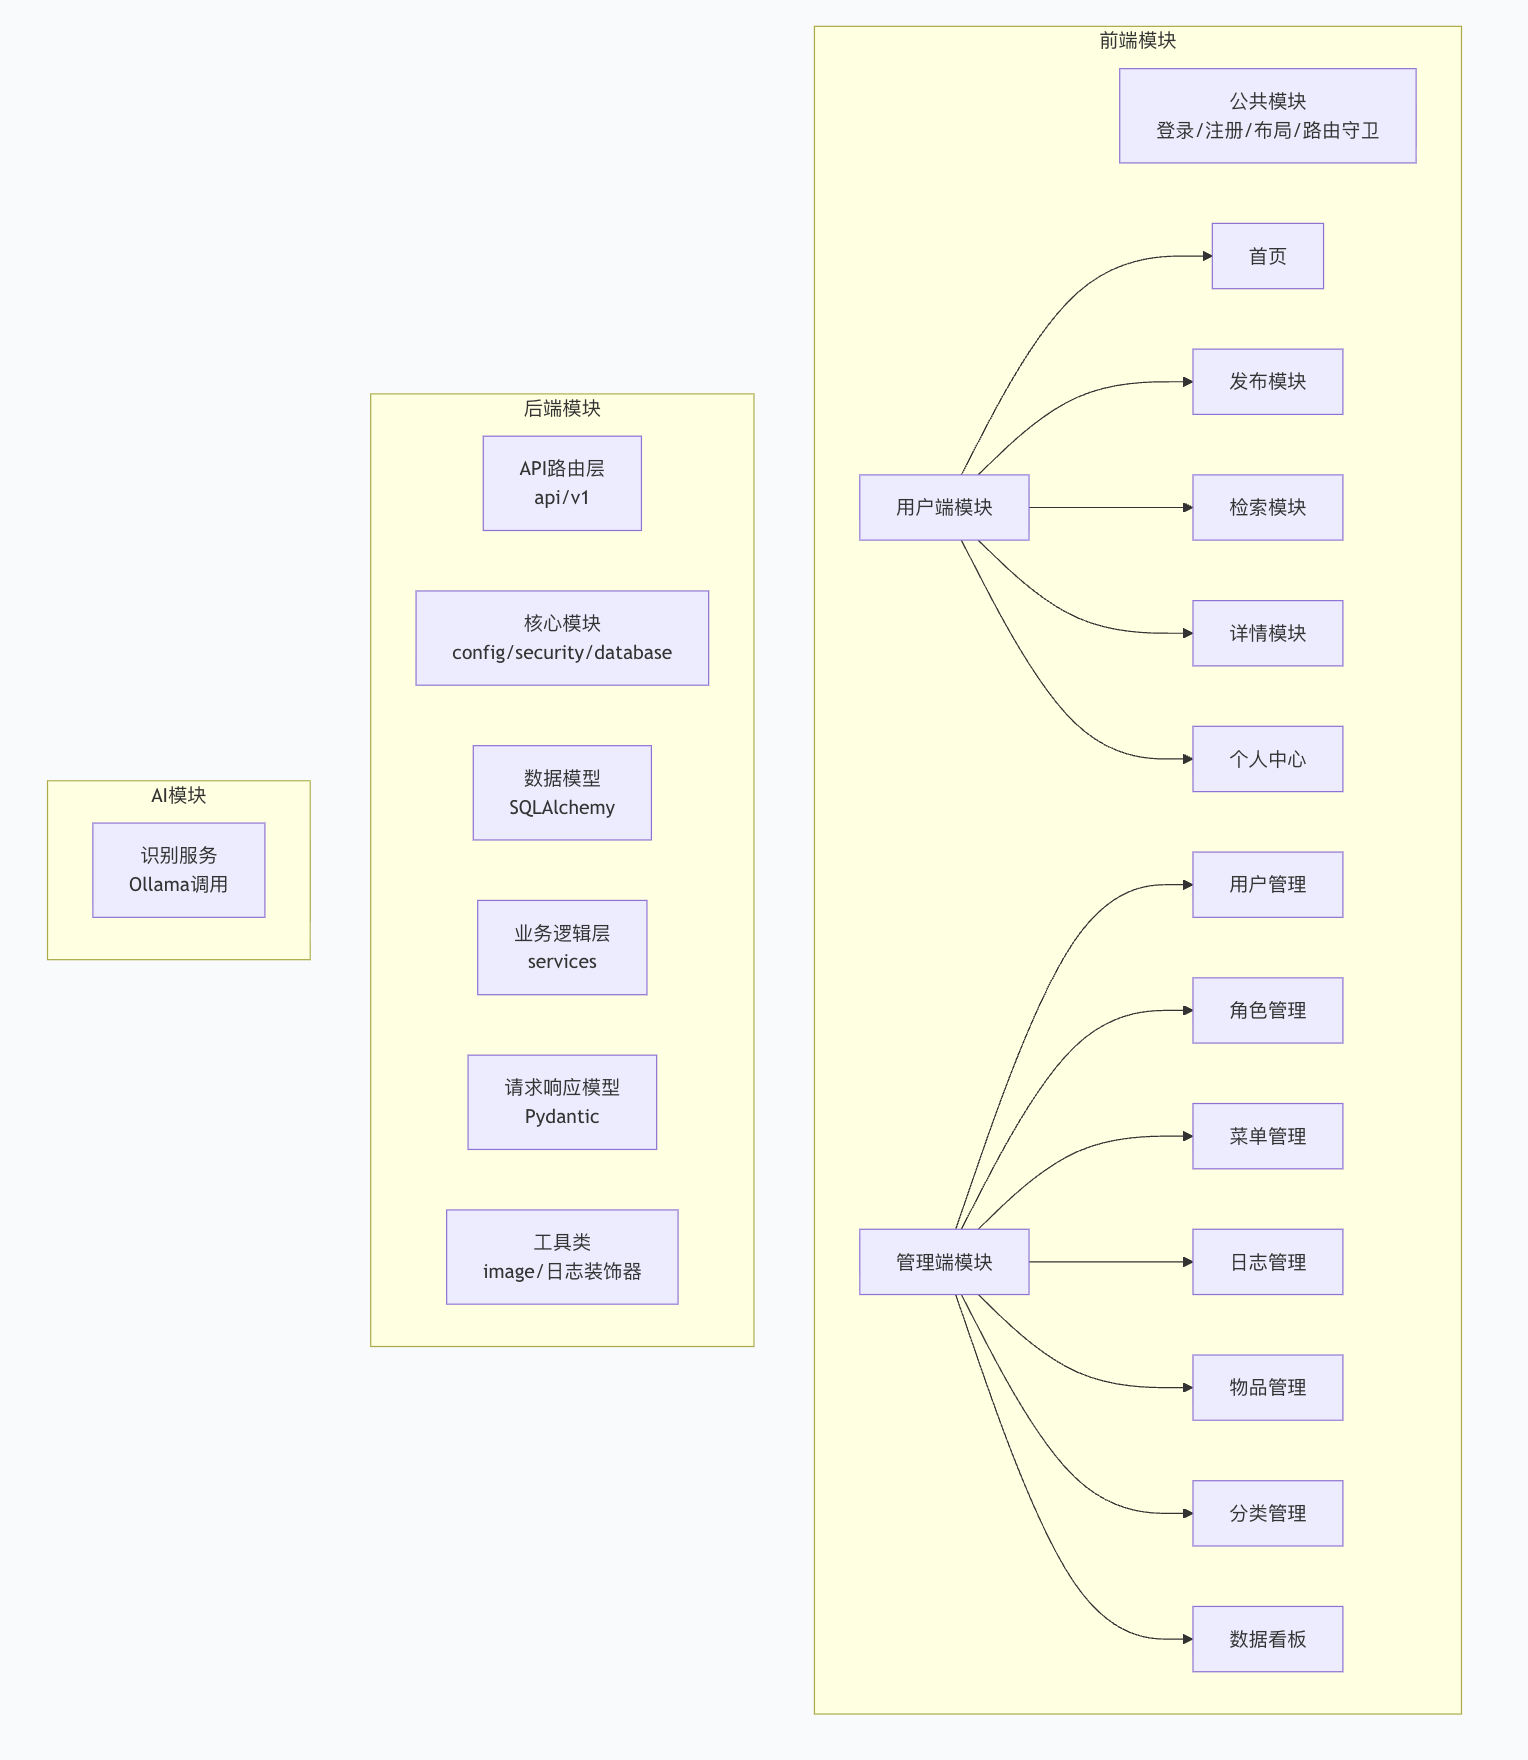 AI模块
识别服务
Ollama调用
后端模块
API路由层
api/v1
核心模块
config/security/database
数据模型
SQLAlchemy
业务逻辑层
services
请求响应模型
Pydantic
工具类
image/日志装饰器
前端模块
公共模块
登录/注册/布局/路由守卫
用户端模块
首页
发布模块
检索模块
详情模块
个人中心
管理端模块
用户管理
角色管理
菜单管理
日志管理
物品管理
分类管理
数据看板